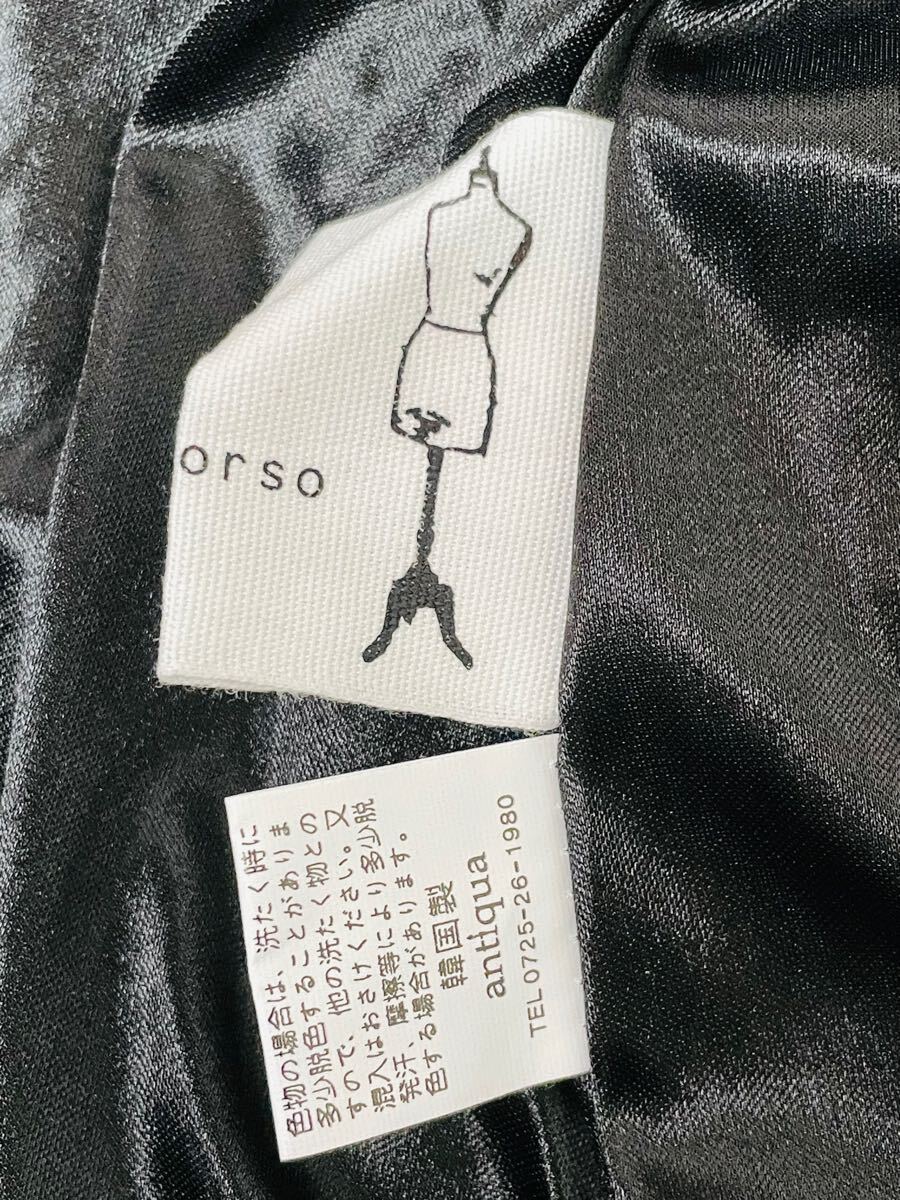 orso
色物の場合は、洗たく時に
多少脱色することがありま
すので、他の洗たく物との
混入はおさけください。又
発汗、摩擦等により多少脱
色する場合があります。
韓国製
antiqua
TEL 0725-26-1980